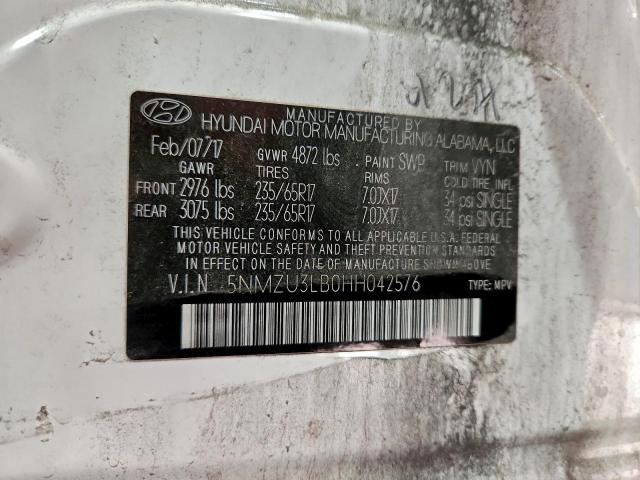 MANUFACTURED BY
HYUNDAI MOTOR MANUFACTURING ALABAMA, LLC
Feb/07/17 GVWR 4872 lbs PAINT SWP TRIM VYN
GAWR TIRES RIMS COLD TIRE INFL
FRONT 2976 lbs 235/65R17 7.0JX17 34 psi SINGLE
REAR 3075 lbs 235/65R17 7.0JX17 34 psi SINGLE
THIS VEHICLE CONFORMS TO ALL APPLICABLE U.S.A. FEDERAL
MOTOR VEHICLE SAFETY AND THEFT PREVENTION STANDARDS
IN EFFECT ON THE DATE OF MANUFACTURE SHOWN ABOVE
V.I.N 5NMZU3LB0HH042576 TYPE: MPV